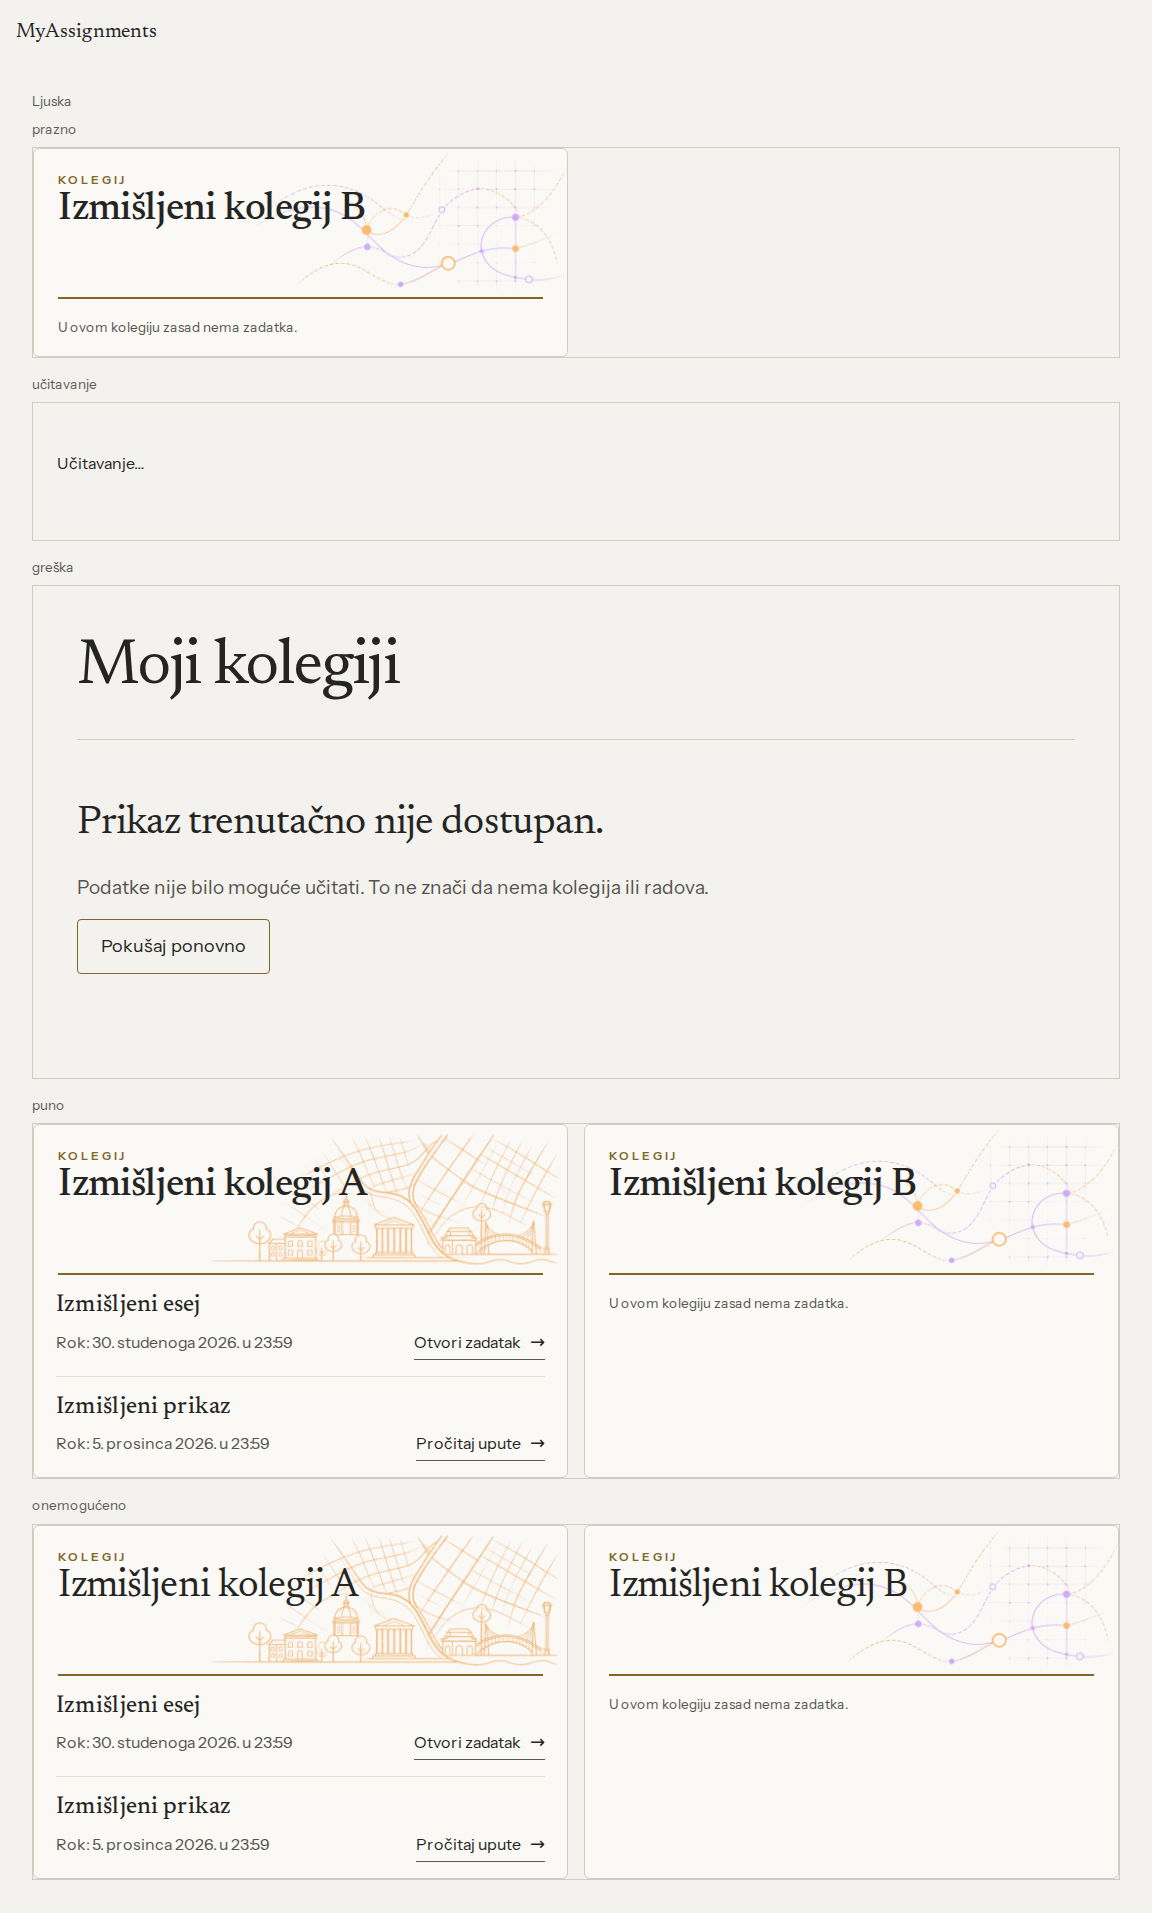 MyAssignments
Ljuska
prazno
KOLEGIJ
Izmišljeni kolegij B
U ovom kolegiju zasad nema zadatka.
učitavanje
Učitavanje...
greška
Moji kolegiji
Prikaz trenutačno nije dostupan.
Podatke nije bilo moguće učitati. To ne znači da nema kolegija ili radova.
Pokušaj ponovno
puno
KOLEGIJ
Izmišljeni kolegij A
Izmišljeni esej
Rok: 30. studenoga 2026. u 23:59
Otvori zadatak →
Izmišljeni prikaz
Rok: 5. prosinca 2026. u 23:59
Pročitaj upute →
KOLEGIJ
Izmišljeni kolegij B
U ovom kolegiju zasad nema zadatka.
onemogućeno
KOLEGIJ
Izmišljeni kolegij A
Izmišljeni esej
Rok: 30. studenoga 2026. u 23:59
Otvori zadatak →
Izmišljeni prikaz
Rok: 5. prosinca 2026. u 23:59
Pročitaj upute →
KOLEGIJ
Izmišljeni kolegij B
U ovom kolegiju zasad nema zadatka.